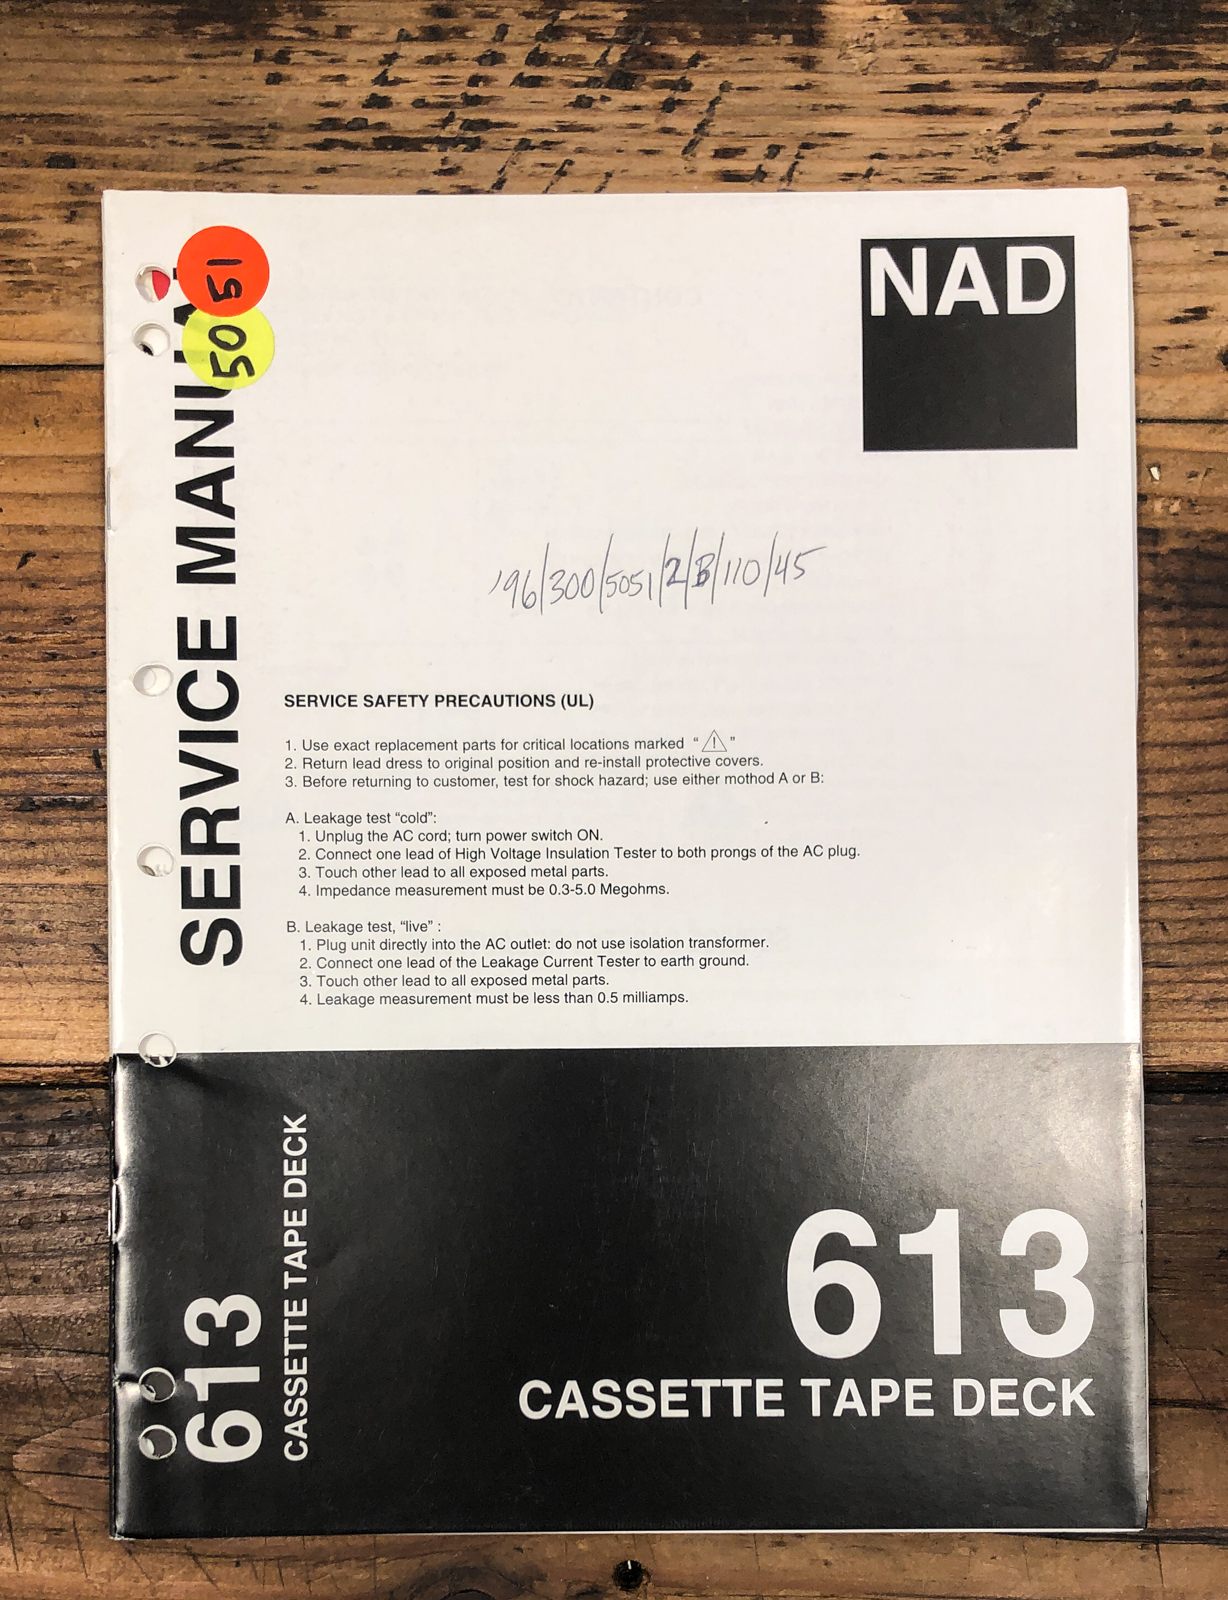 NAD
51
50
SERVICE MANUAL
'96/300/5051/2/B/110/45
SERVICE SAFETY PRECAUTIONS (UL)
1. Use exact replacement parts for critical locations marked “⚠”
2. Return lead dress to original position and re-install protective covers.
3. Before returning to customer, test for shock hazard; use either mothod A or B:
A. Leakage test “cold”:
1. Unplug the AC cord; turn power switch ON.
2. Connect one lead of High Voltage Insulation Tester to both prongs of the AC plug.
3. Touch other lead to all exposed metal parts.
4. Impedance measurement must be 0.3-5.0 Megohms.
B. Leakage test, “live” :
1. Plug unit directly into the AC outlet: do not use isolation transformer.
2. Connect one lead of the Leakage Current Tester to earth ground.
3. Touch other lead to all exposed metal parts.
4. Leakage measurement must be less than 0.5 milliamps.
613
CASSETTE TAPE DECK
613
CASSETTE TAPE DECK